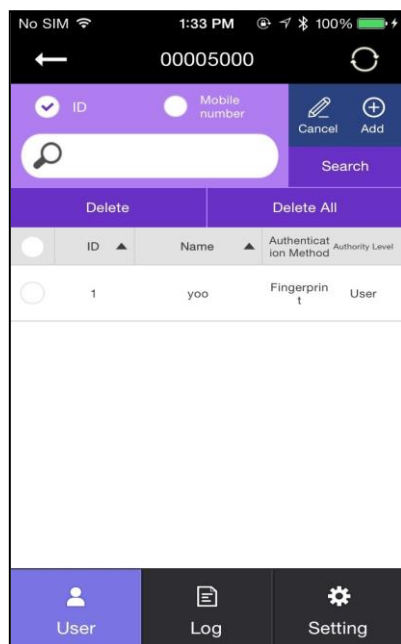 No SIM 1:33 PM 100%
00005000
ID
Mobile
number
Cancel Add
Search
Delete Delete All
ID ▲ Name ▲ Authenticat
ion Method Authority Level
1 yoo Fingerprin
t User
User Log Setting